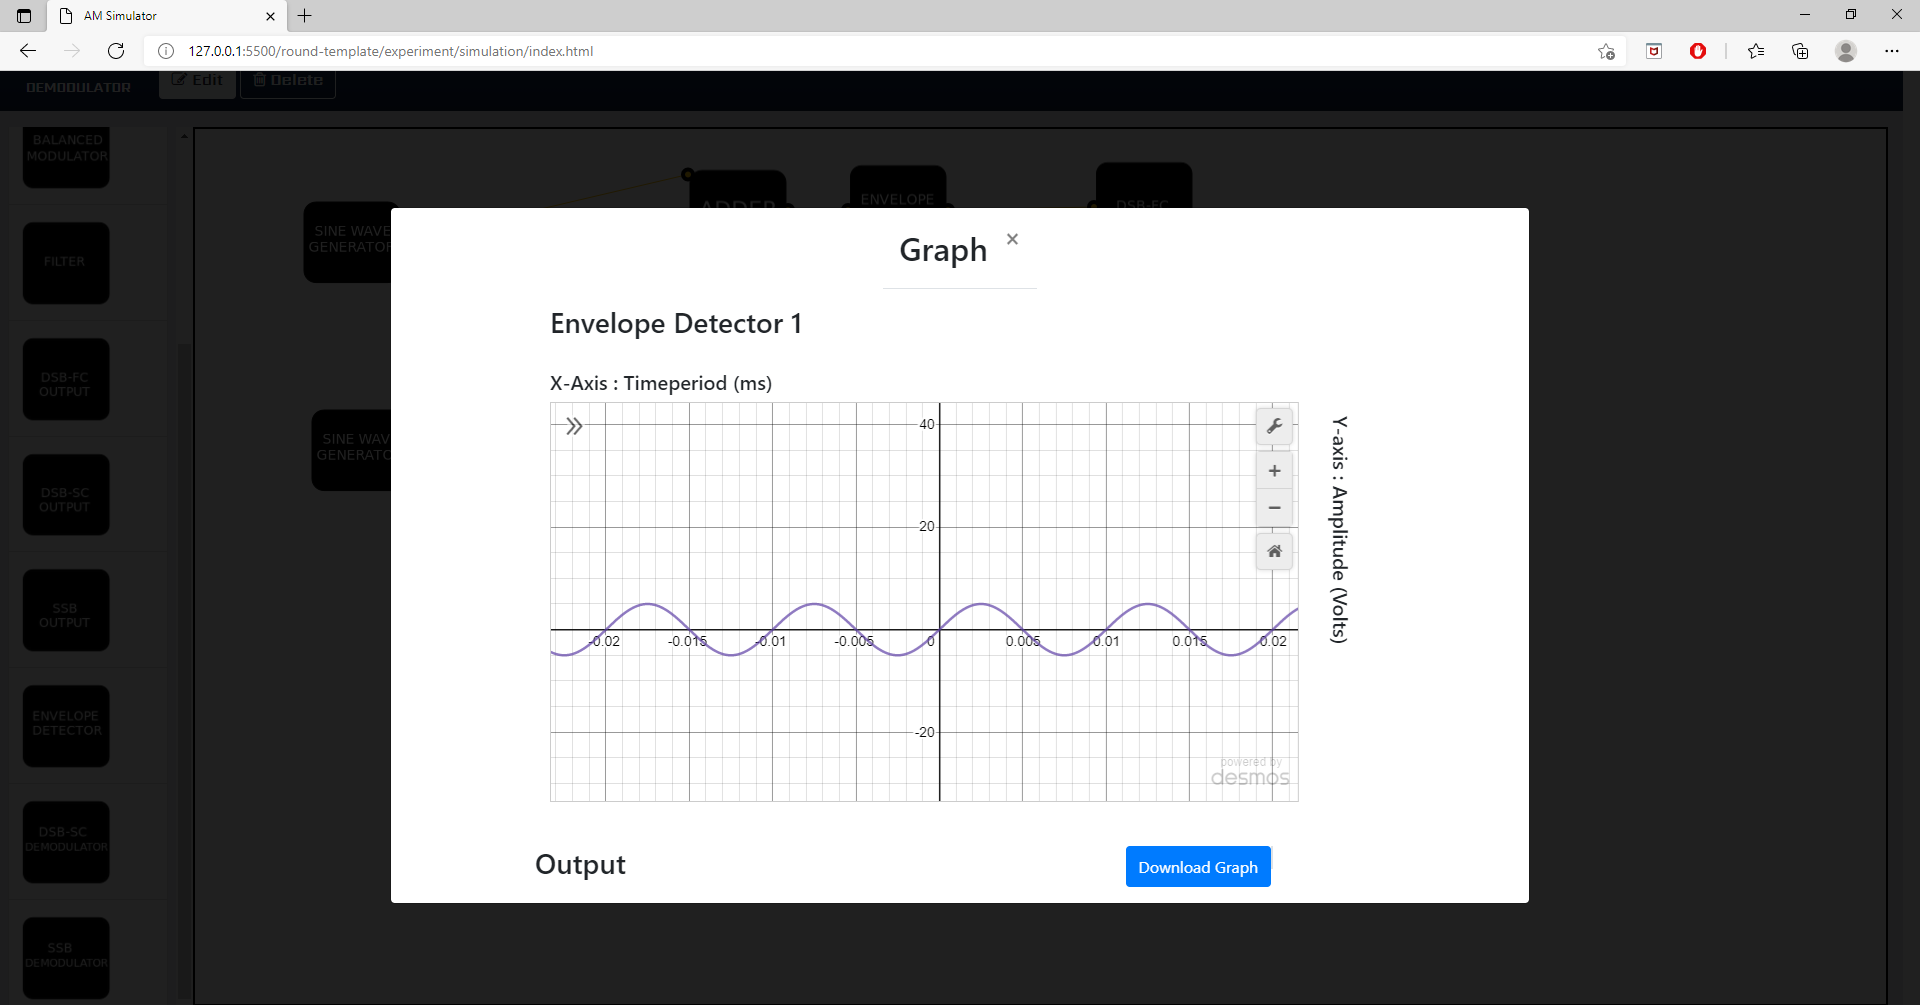 AM Simulator
127.0.0.1:5500/round-template/experiment/simulation/index.html
DEMODULATOR
Edit
Delete
BALANCED
MODULATOR
FILTER
DSB-FC
OUTPUT
DSB-SC
OUTPUT
SSB
OUTPUT
ENVELOPE
DETECTOR
DSB-SC
DEMODULATOR
SSB
DEMODULATOR
SINE WAVE
GENERATOR
SINE WAV
GENERATO
ADDER
ENVELOPE
DSB-FC
Graph ×
Envelope Detector 1
X-Axis : Timeperiod (ms)
40
20
-0.02 -0.015 -0.01 -0.005 0 0.005 0.01 0.015 0.02
-20
powered by
desmos
Y-axis : Amplitude (Volts)
Output
Download Graph